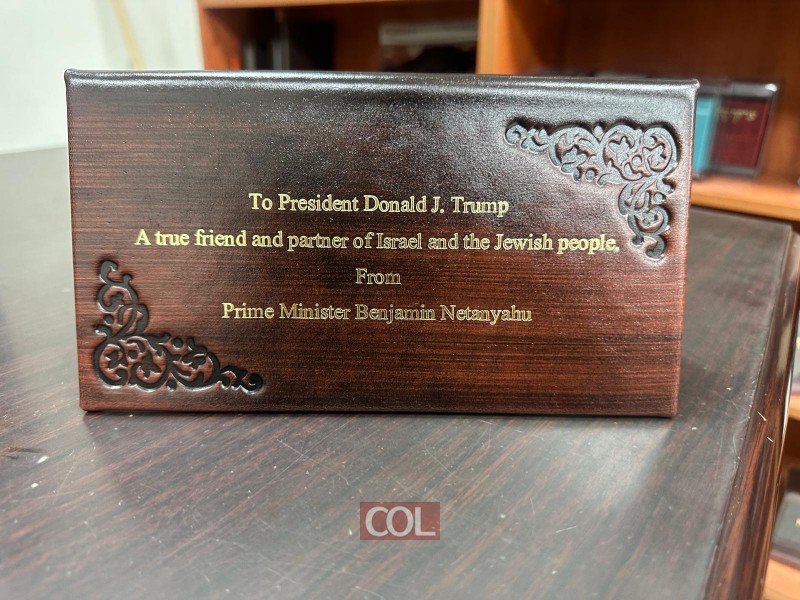 To President Donald J. Trump
A true friend and partner of Israel and the Jewish people.
From
Prime Minister Benjamin Netanyahu
COL